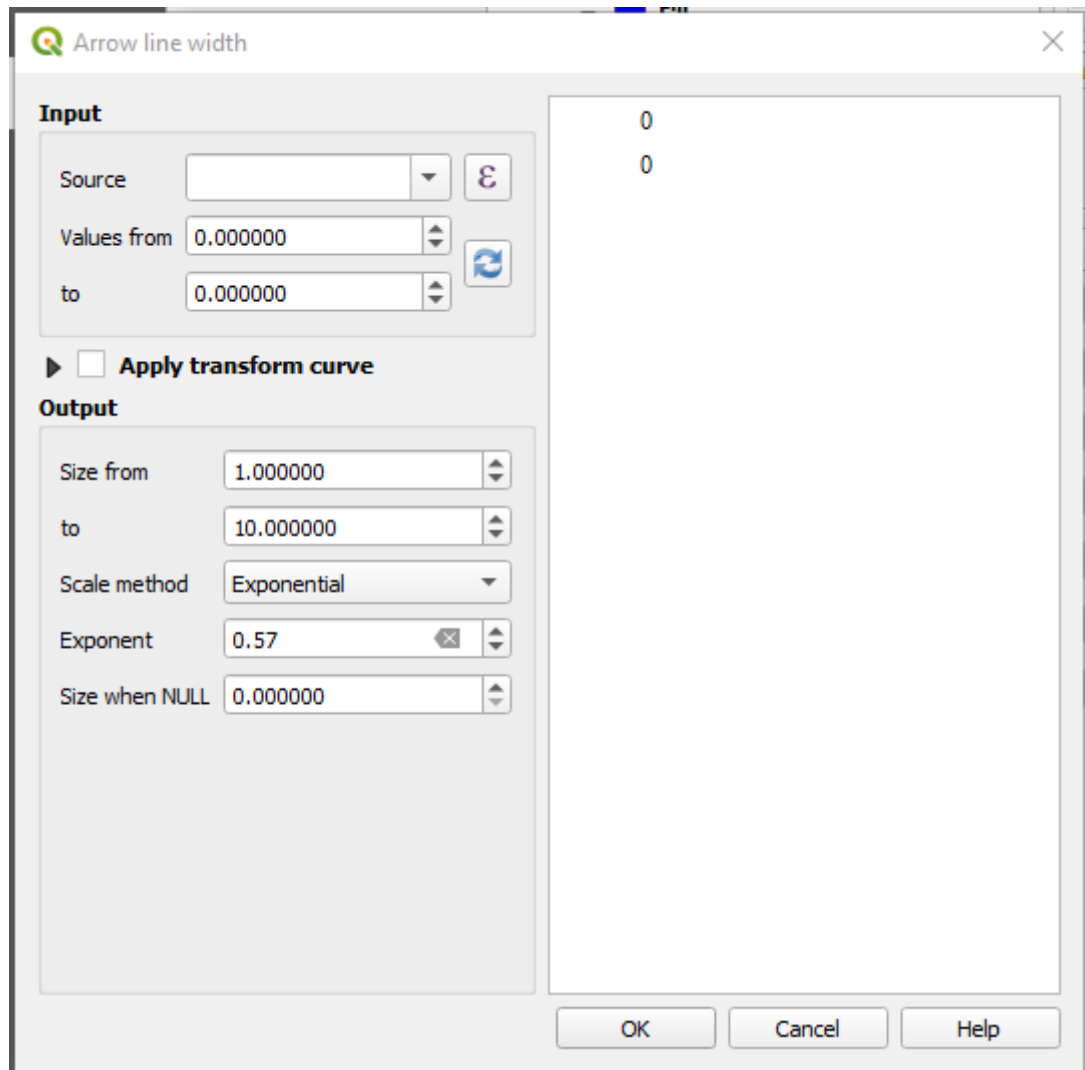 Fill
Arrow line width
Input
Source
ε
Values from 0.000000
to 0.000000
Apply transform curve
Output
Size from 1.000000
to 10.000000
Scale method Exponential
Exponent 0.57
Size when NULL 0.000000
0
0
OK Cancel Help